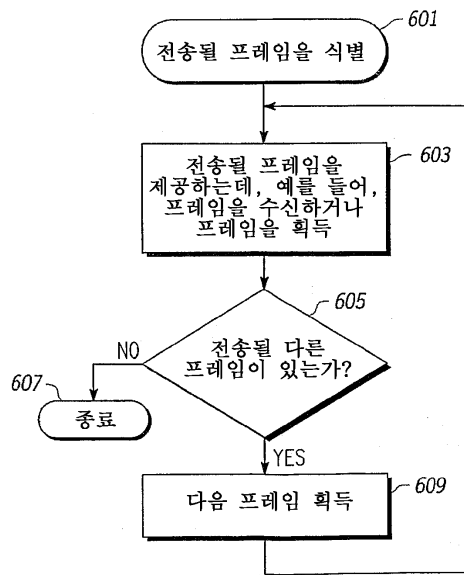 601
전송될 프레임을 식별
603
전송될 프레임을
제공하는데, 예를 들어,
프레임을 수신하거나
프레임을 획득
605
전송될 다른
프레임이 있는가?
NO
607
종료
YES
609
다음 프레임 획득